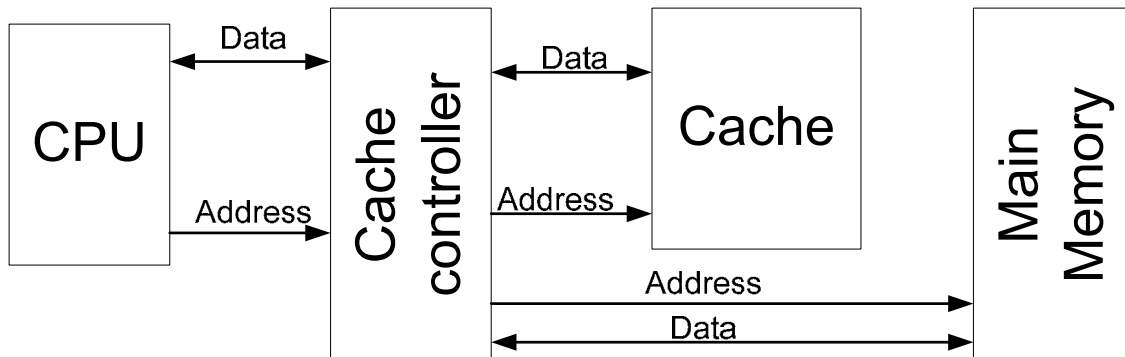 CPU
Data
Address
Cache
controller
Data
Address
Cache
Address
Data
Main
Memory